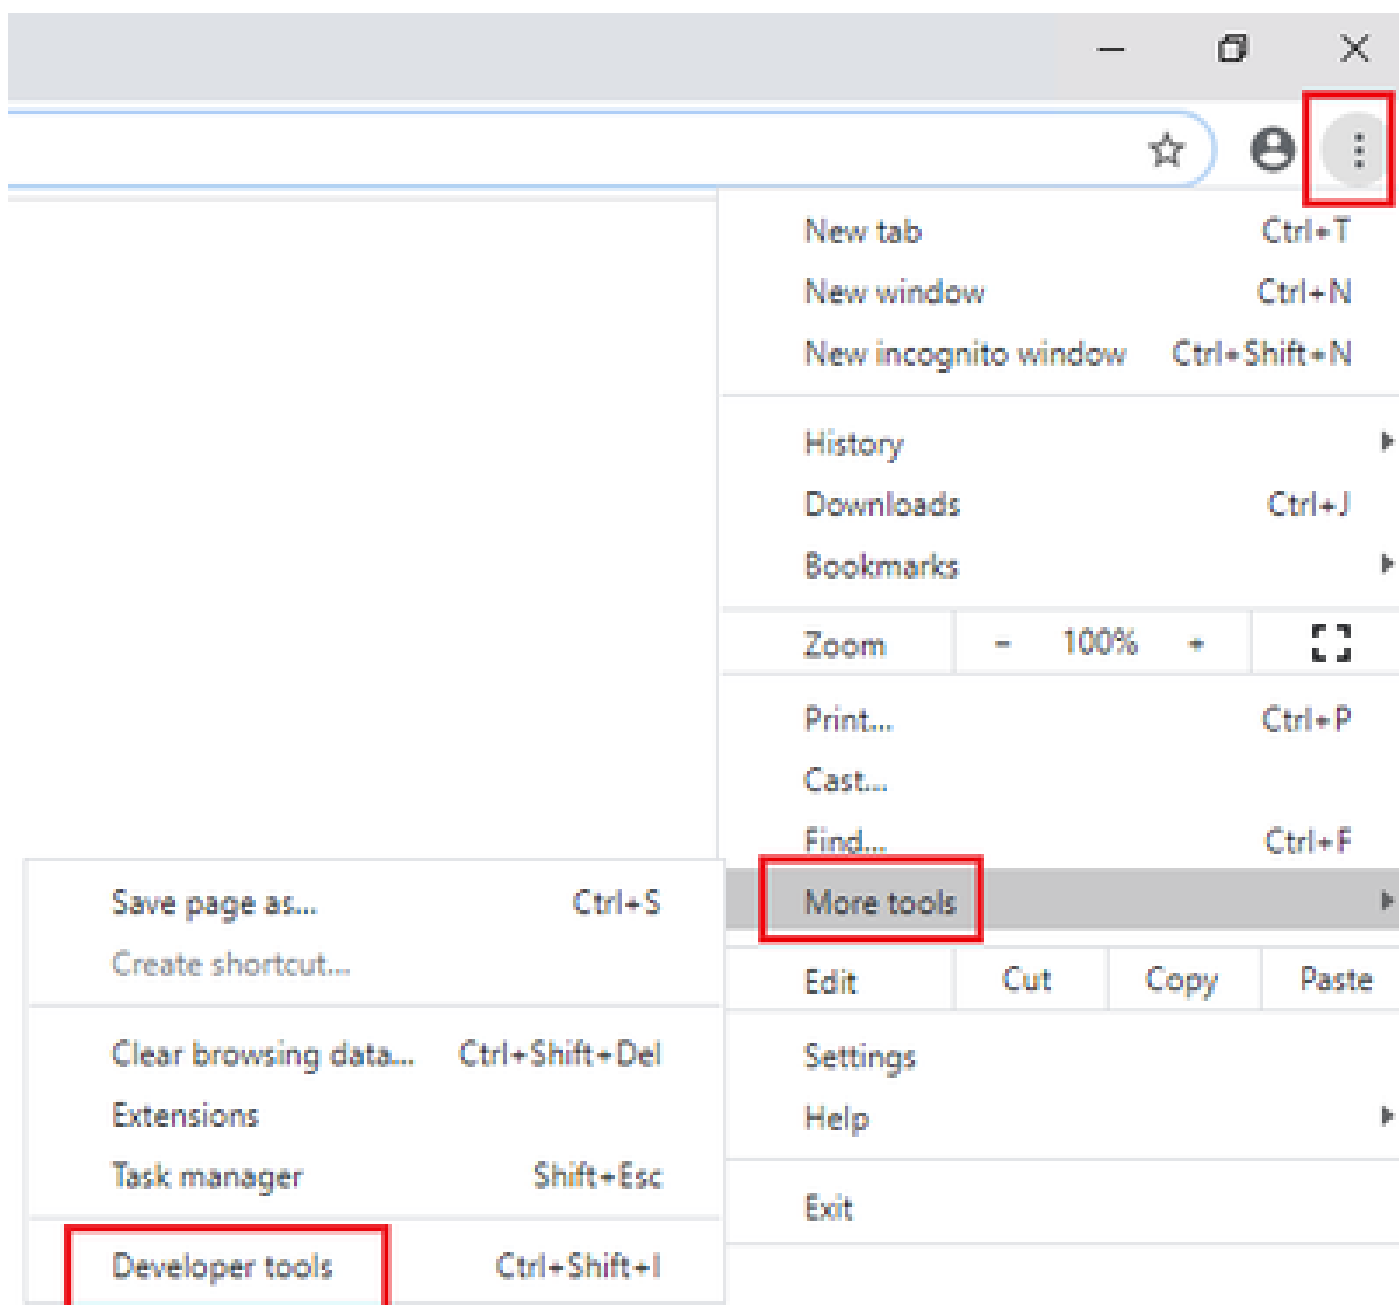 New tab Ctrl+T
New window Ctrl+N
New incognito window Ctrl+Shift+N
History
Downloads Ctrl+J
Bookmarks
Zoom - 100% +
Print... Ctrl+P
Cast...
Find... Ctrl+F
More tools
Edit Cut Copy Paste
Settings
Help
Exit
Save page as... Ctrl+S
Create shortcut...
Clear browsing data... Ctrl+Shift+Del
Extensions
Task manager Shift+Esc
Developer tools Ctrl+Shift+I